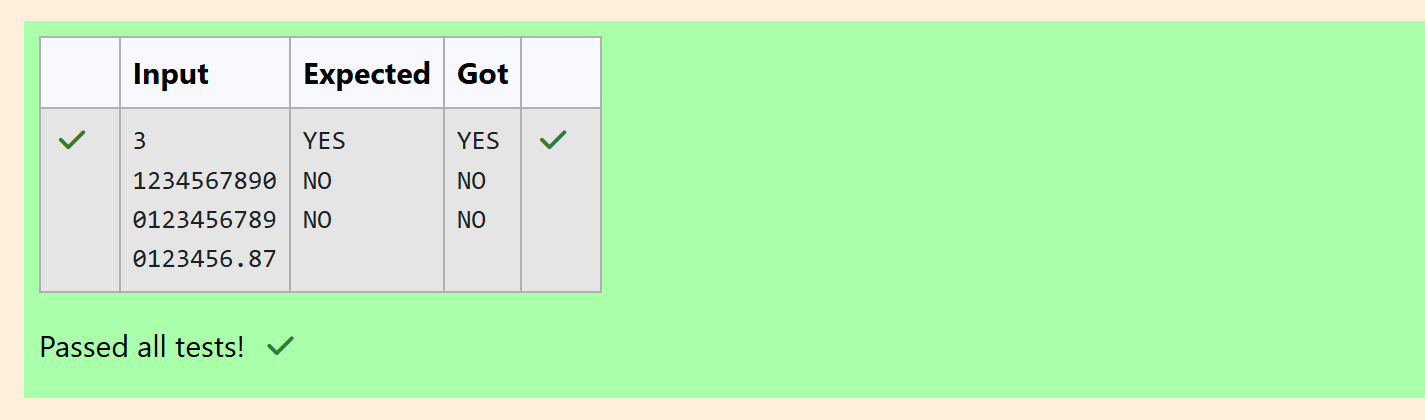 Input Expected Got
3 YES YES
1234567890 NO NO
0123456789 NO NO
0123456.87
Passed all tests!